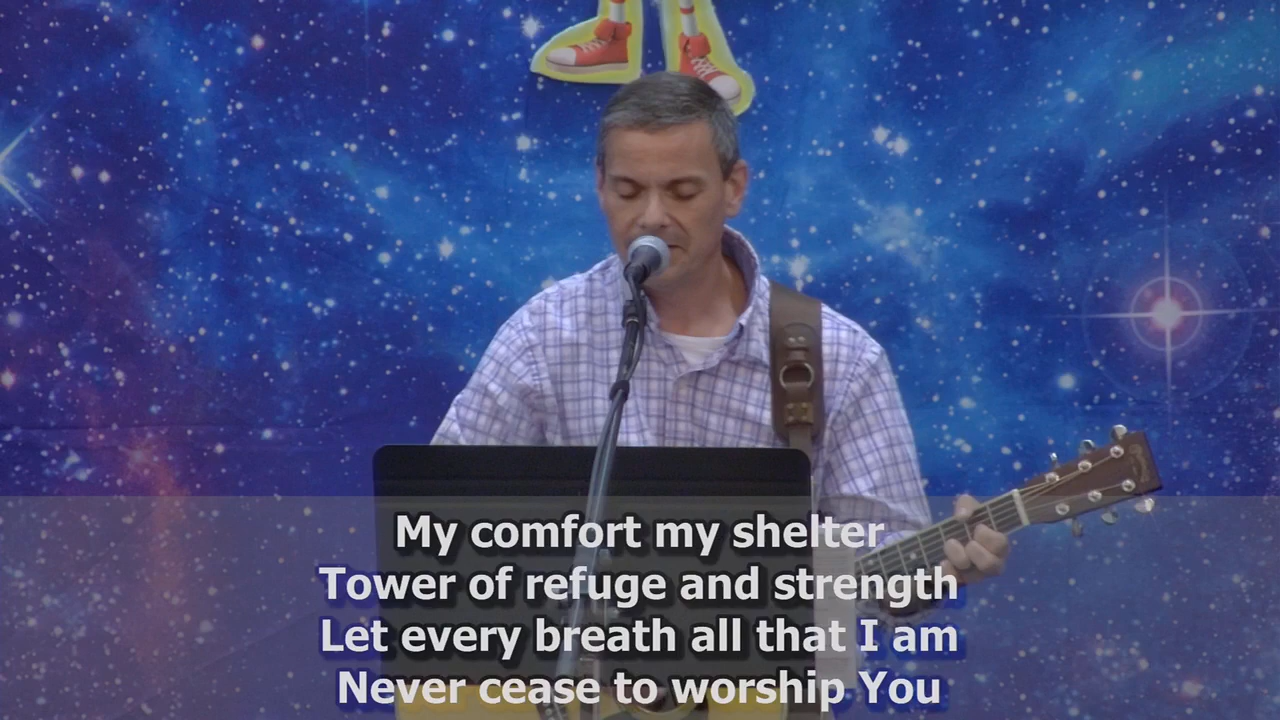 My comfort my shelter
Tower of refuge and strength
Let every breath all that I am
Never cease to worship You